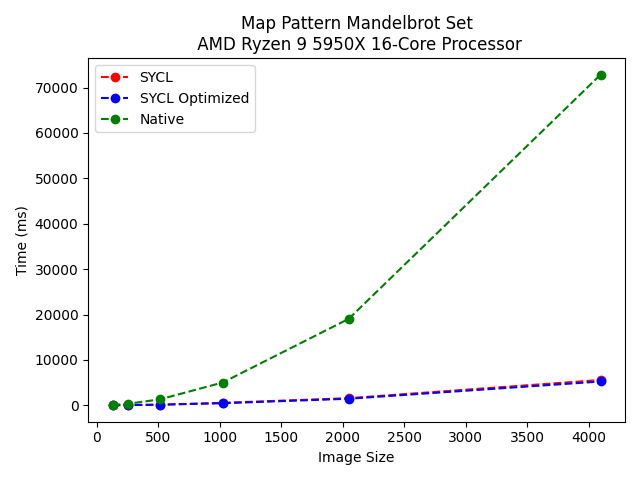 Map Pattern Mandelbrot Set
AMD Ryzen 9 5950X 16-Core Processor
SYCL
SYCL Optimized
Native
Time (ms)
70000
60000
50000
40000
30000
20000
10000
0
0 500 1000 1500 2000 2500 3000 3500 4000
Image Size